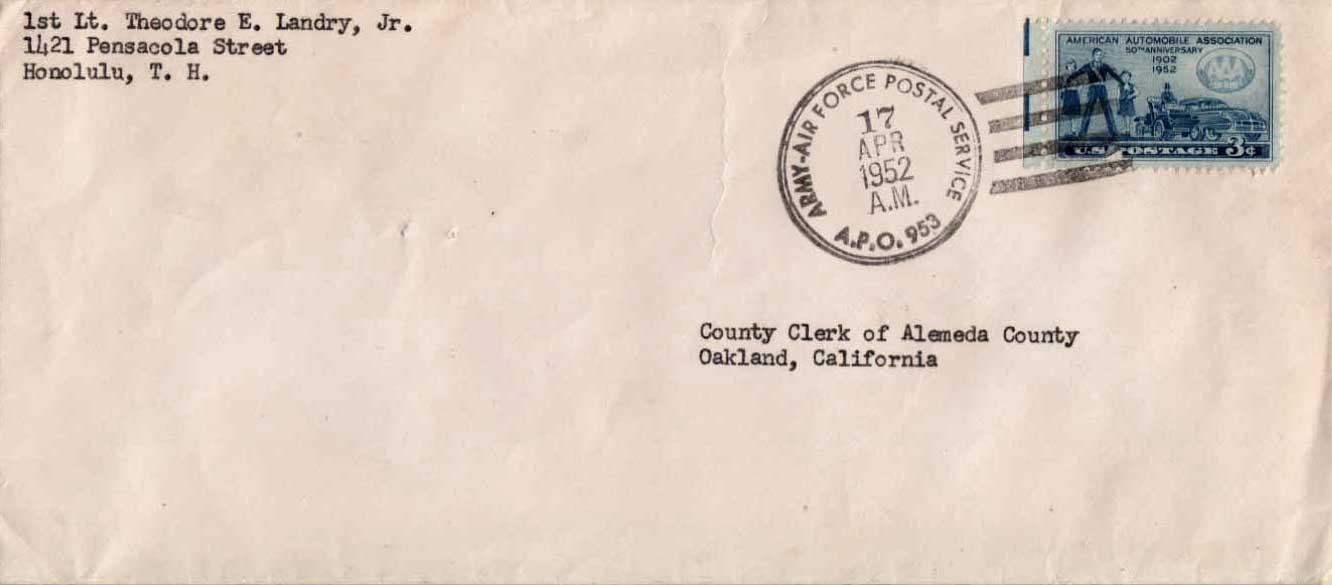 1st Lt. Theodore E. Landry, Jr.
1421 Pensacola Street
Honolulu, T. H.
ARMY-AIR FORCE POSTAL SERVICE
17
APR
1952
A.M.
A.P.O. 953
AMERICAN AUTOMOBILE ASSOCIATION
50TH ANNIVERSARY
1902
1952
AAA
U.S. POSTAGE 3¢
County Clerk of Alemeda County
Oakland, California